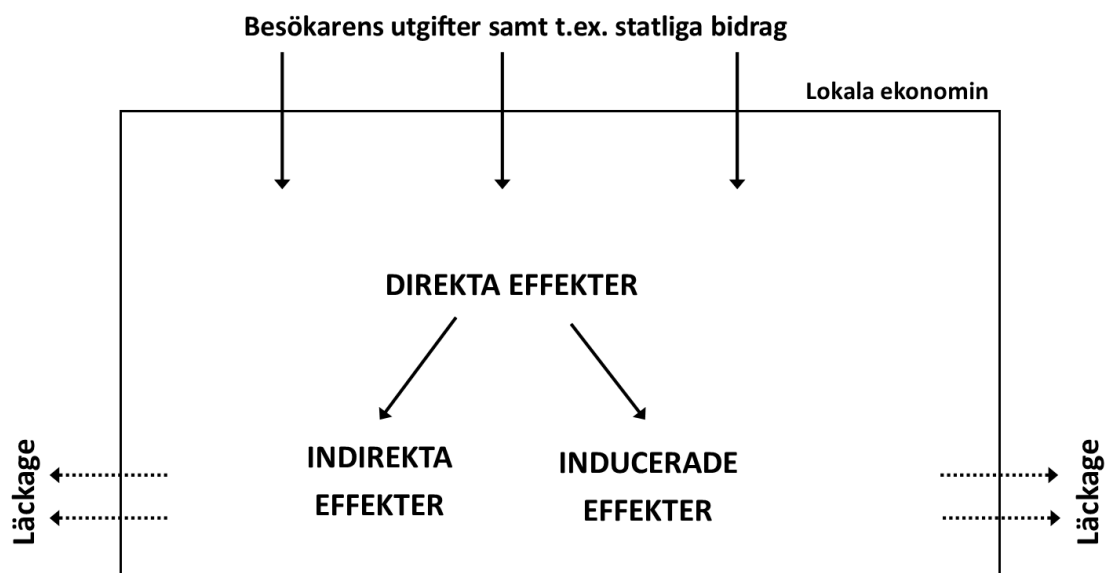 Besökarens utgifter samt t.ex. statliga bidrag
Lokala ekonomin
DIREKTA EFFEKTER
INDIREKTA
EFFEKTER
INDUCERADE
EFFEKTER
Läckage
Läckage